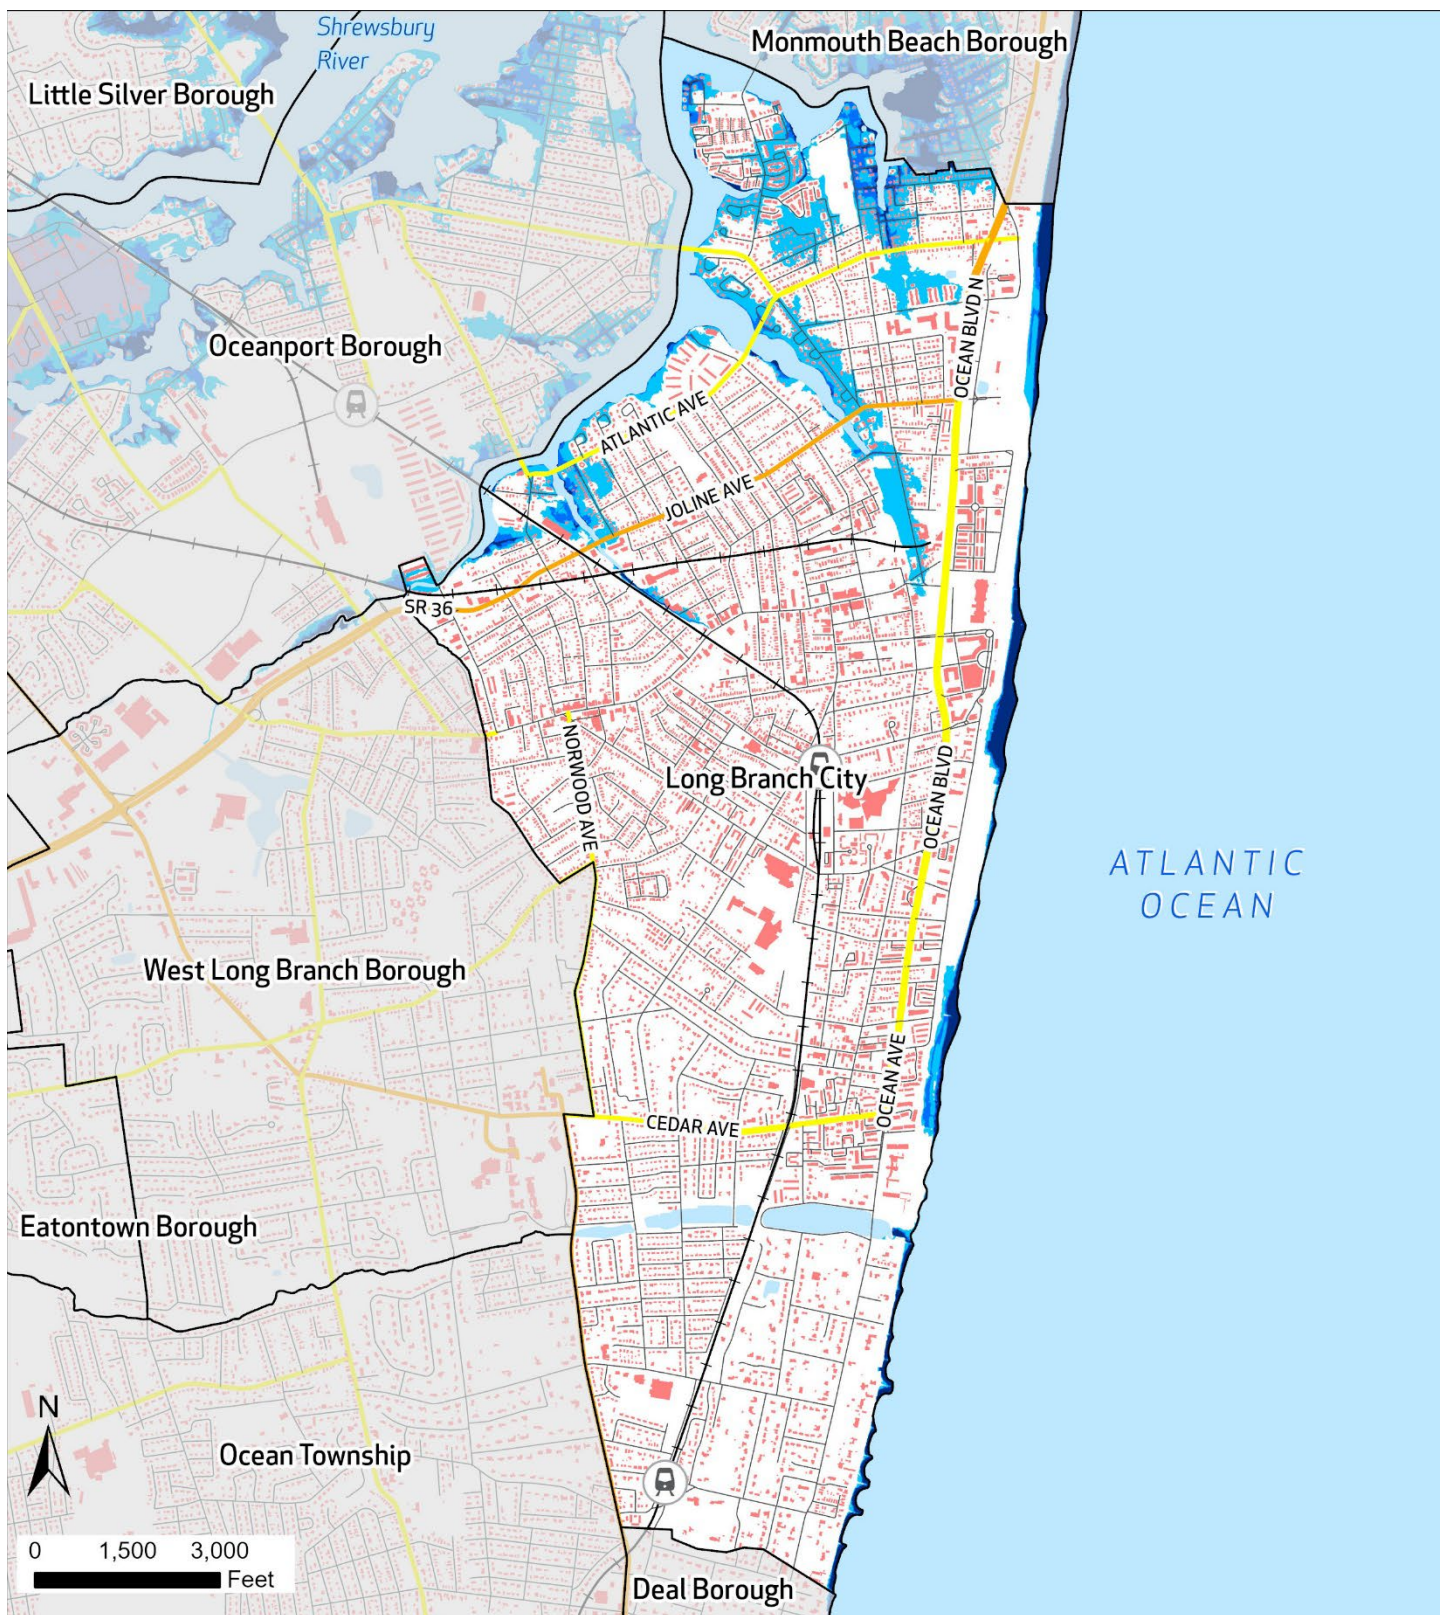 Shrewsbury
River
Monmouth Beach Borough
Little Silver Borough
Oceanport Borough
OCEAN BLVD N
ATLANTIC AVE
JOLINE AVE
SR 36
NORWOOD AVE
Long Branch City
OCEAN BLVD
ATLANTIC
OCEAN
West Long Branch Borough
OCEAN AVE
CEDAR AVE
Eatontown Borough
N
Ocean Township
0 1,500 3,000
Feet
Deal Borough